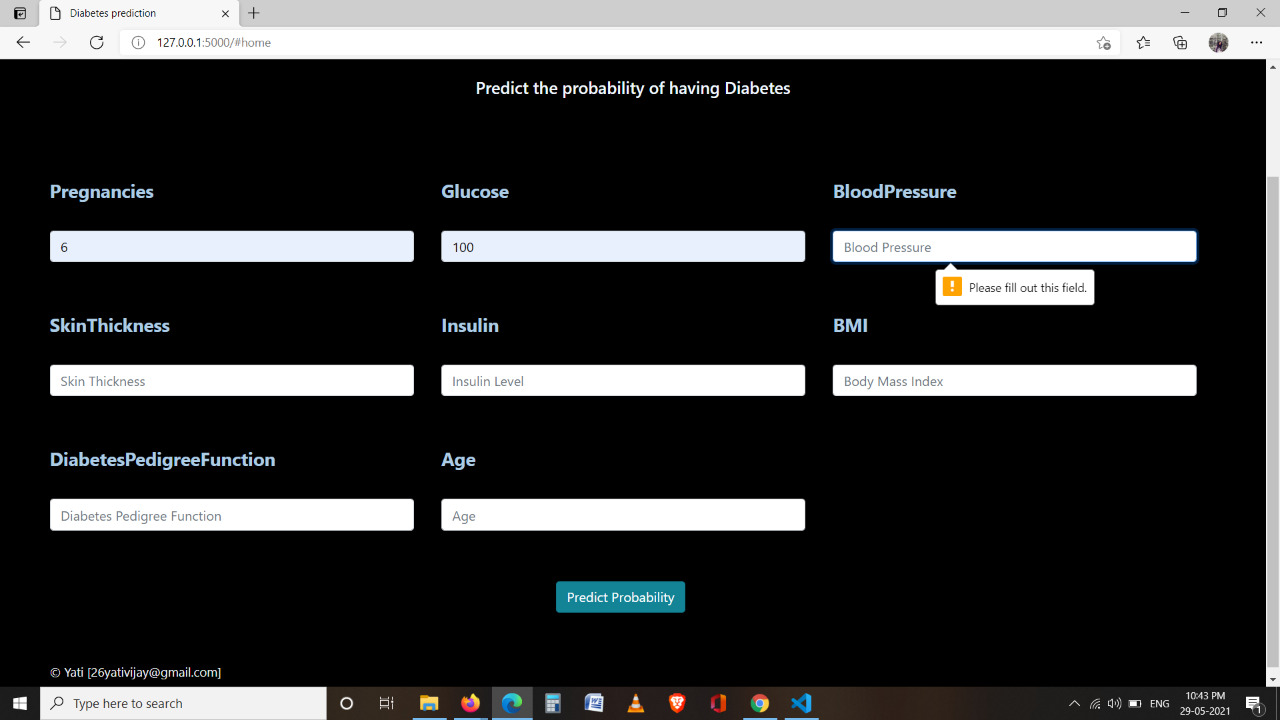 Diabetes prediction
127.0.0.1:5000/#home
Predict the probability of having Diabetes
Pregnancies
Glucose
BloodPressure
6
100
Blood Pressure
Please fill out this field.
SkinThickness
Insulin
BMI
Skin Thickness
Insulin Level
Body Mass Index
DiabetesPedigreeFunction
Age
Diabetes Pedigree Function
Age
Predict Probability
© Yati [26yativijay@gmail.com]
Type here to search
ENG
10:43 PM
29-05-2021
1